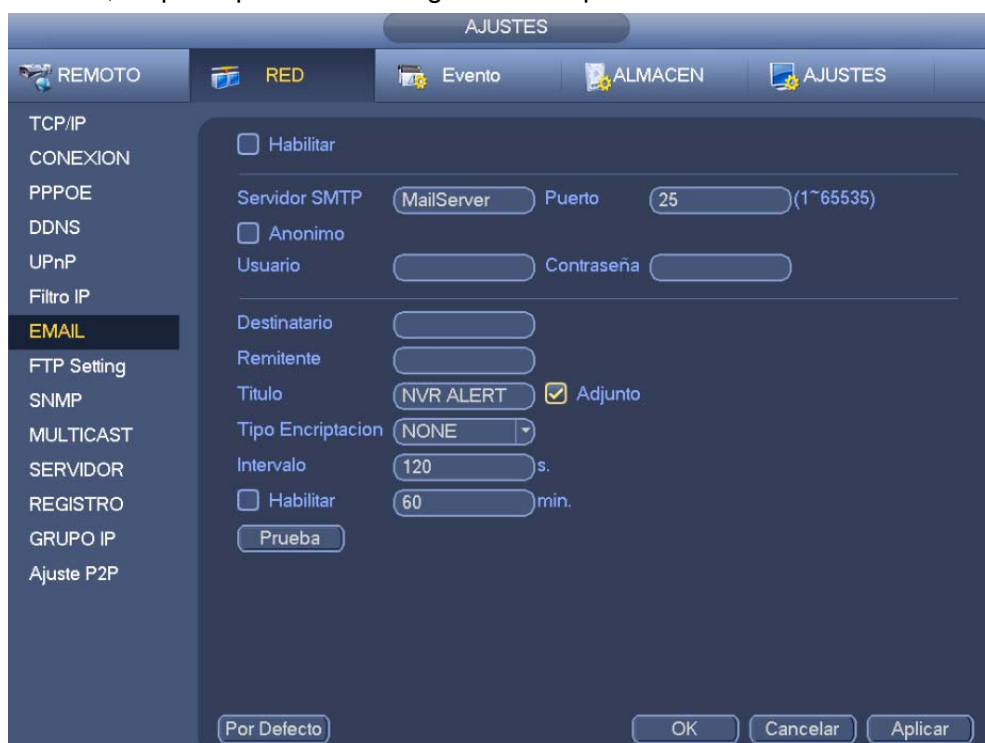 AJUSTES
REMOTO RED Evento ALMACEN AJUSTES
TCP/IP
CONEXION
PPPOE
DDNS
UPnP
Filtro IP
EMAIL
FTP Setting
SNMP
MULTICAST
SERVIDOR
REGISTRO
GRUPO IP
Ajuste P2P
Habilitar
Servidor SMTP MailServer Puerto 25 (1~65535)
Anonimo
Usuario Contraseña
Destinatario
Remitente
Titulo NVR ALERT Adjunto
Tipo Encriptacion NONE
Intervalo 120 s.
Habilitar 60 min.
Prueba
Por Defecto OK Cancelar Aplicar